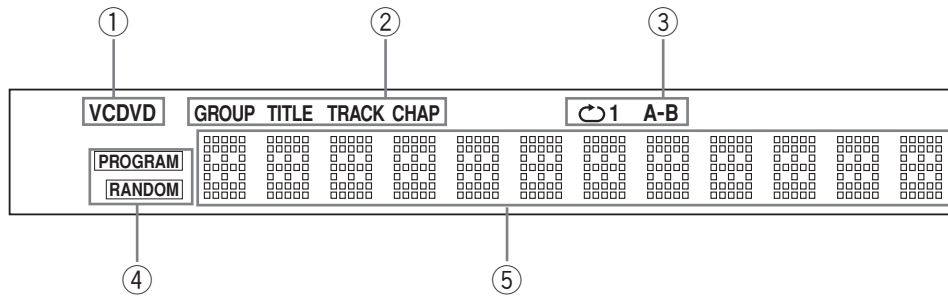 ① ② ③
VCDVD GROUP TITLE TRACK CHAP 1 A-B
PROGRAM
RANDOM
④ ⑤